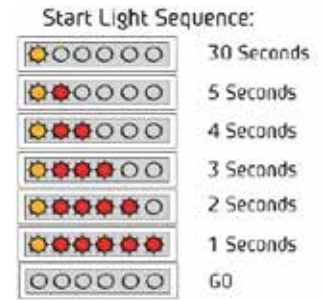 Start Light Sequence:
30 Seconds
5 Seconds
4 Seconds
3 Seconds
2 Seconds
1 Seconds
GO